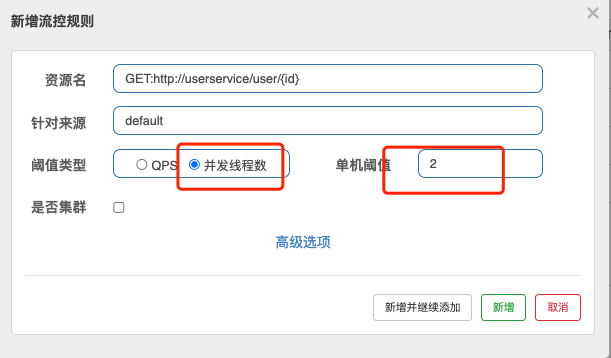 新增流控规则
资源名 GET:http://userservice/user/{id}
针对来源 default
阈值类型 QPS 并发线程数 单机阈值 2
是否集群
高级选项
新增并继续添加 新增 取消